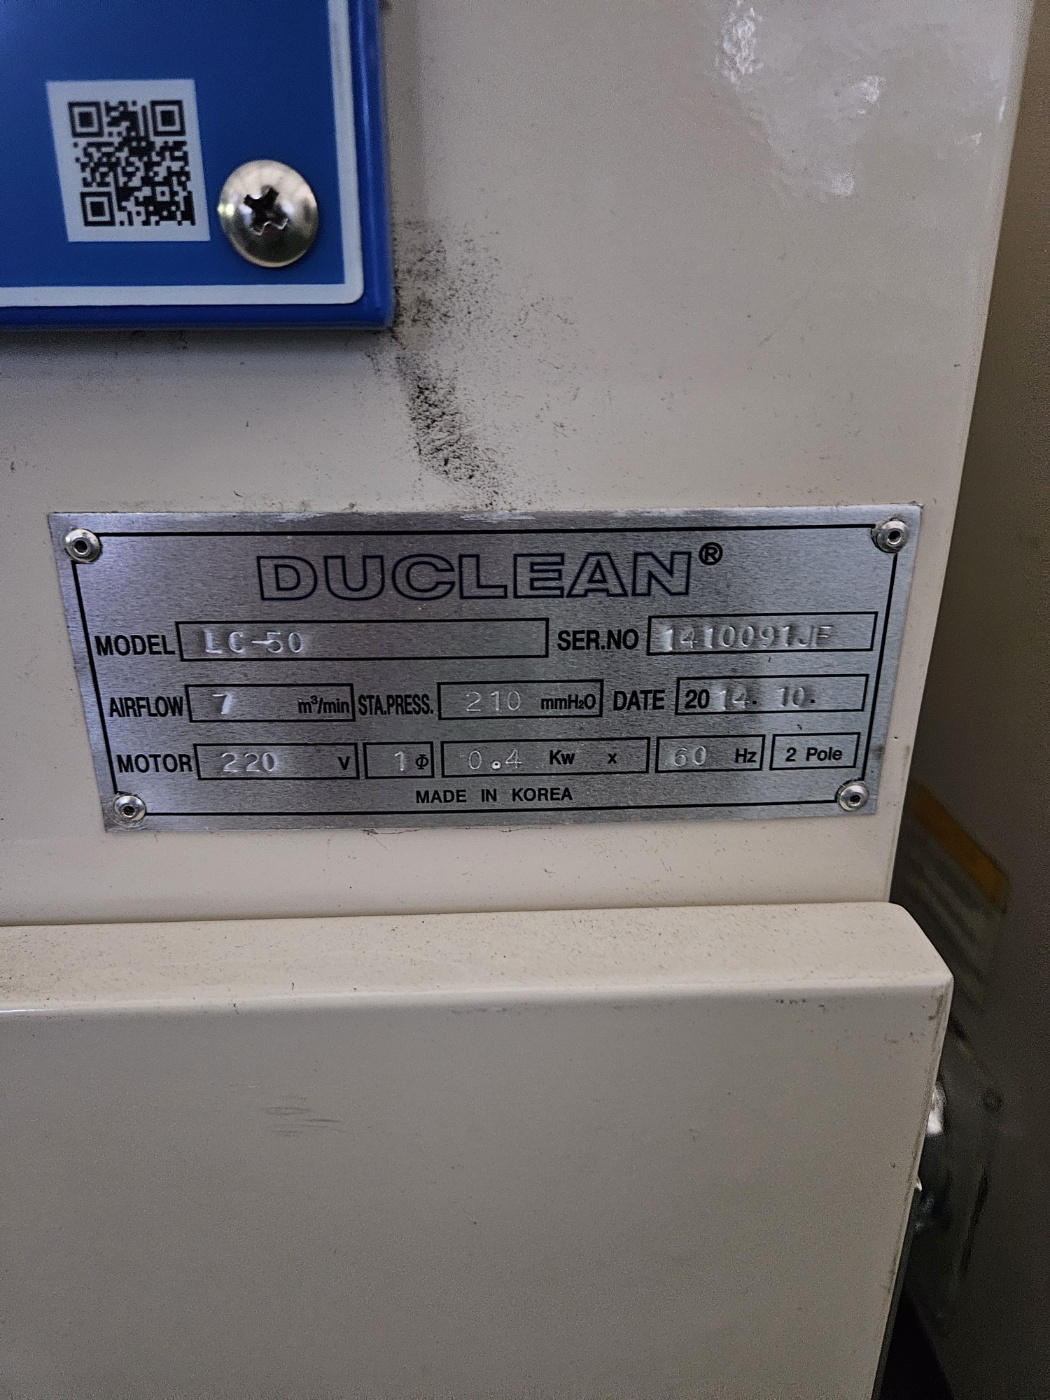 DUCLEAN®
MODEL LC-50 SER.NO 1410091JF
AIRFLOW 7 m³/min STA.PRESS. 210 mmH₂O DATE 2014. 10.
MOTOR 220 V 1 Φ 0.4 Kw x 60 Hz 2 Pole
MADE IN KOREA